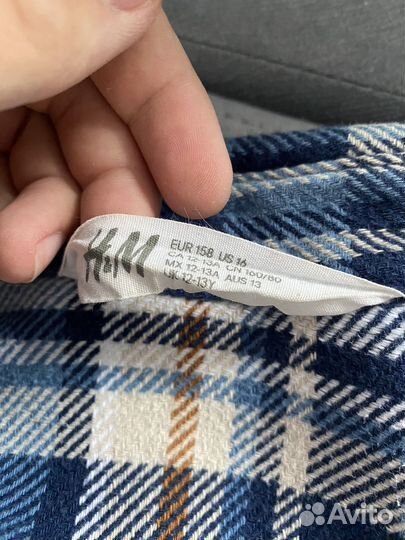 H&M
EUR 158 US 16
CA 12-13A CN 160/80
MX 12-13A AUS 13
UK 12-13Y
Avito